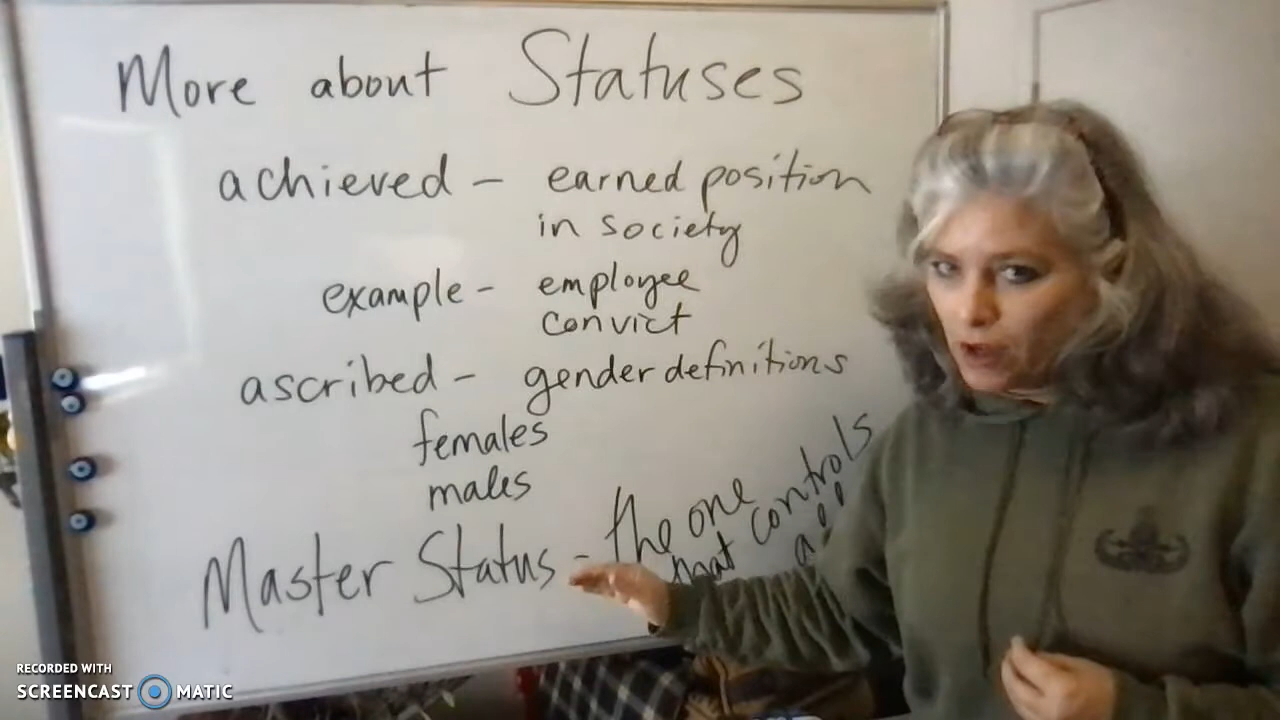 More about Statuses
achieved - earned position
in society
example - employee
convict
ascribed - gender definitions
females
males
Master Status - the one
that controls
RECORDED WITH
SCREENCAST MATIC